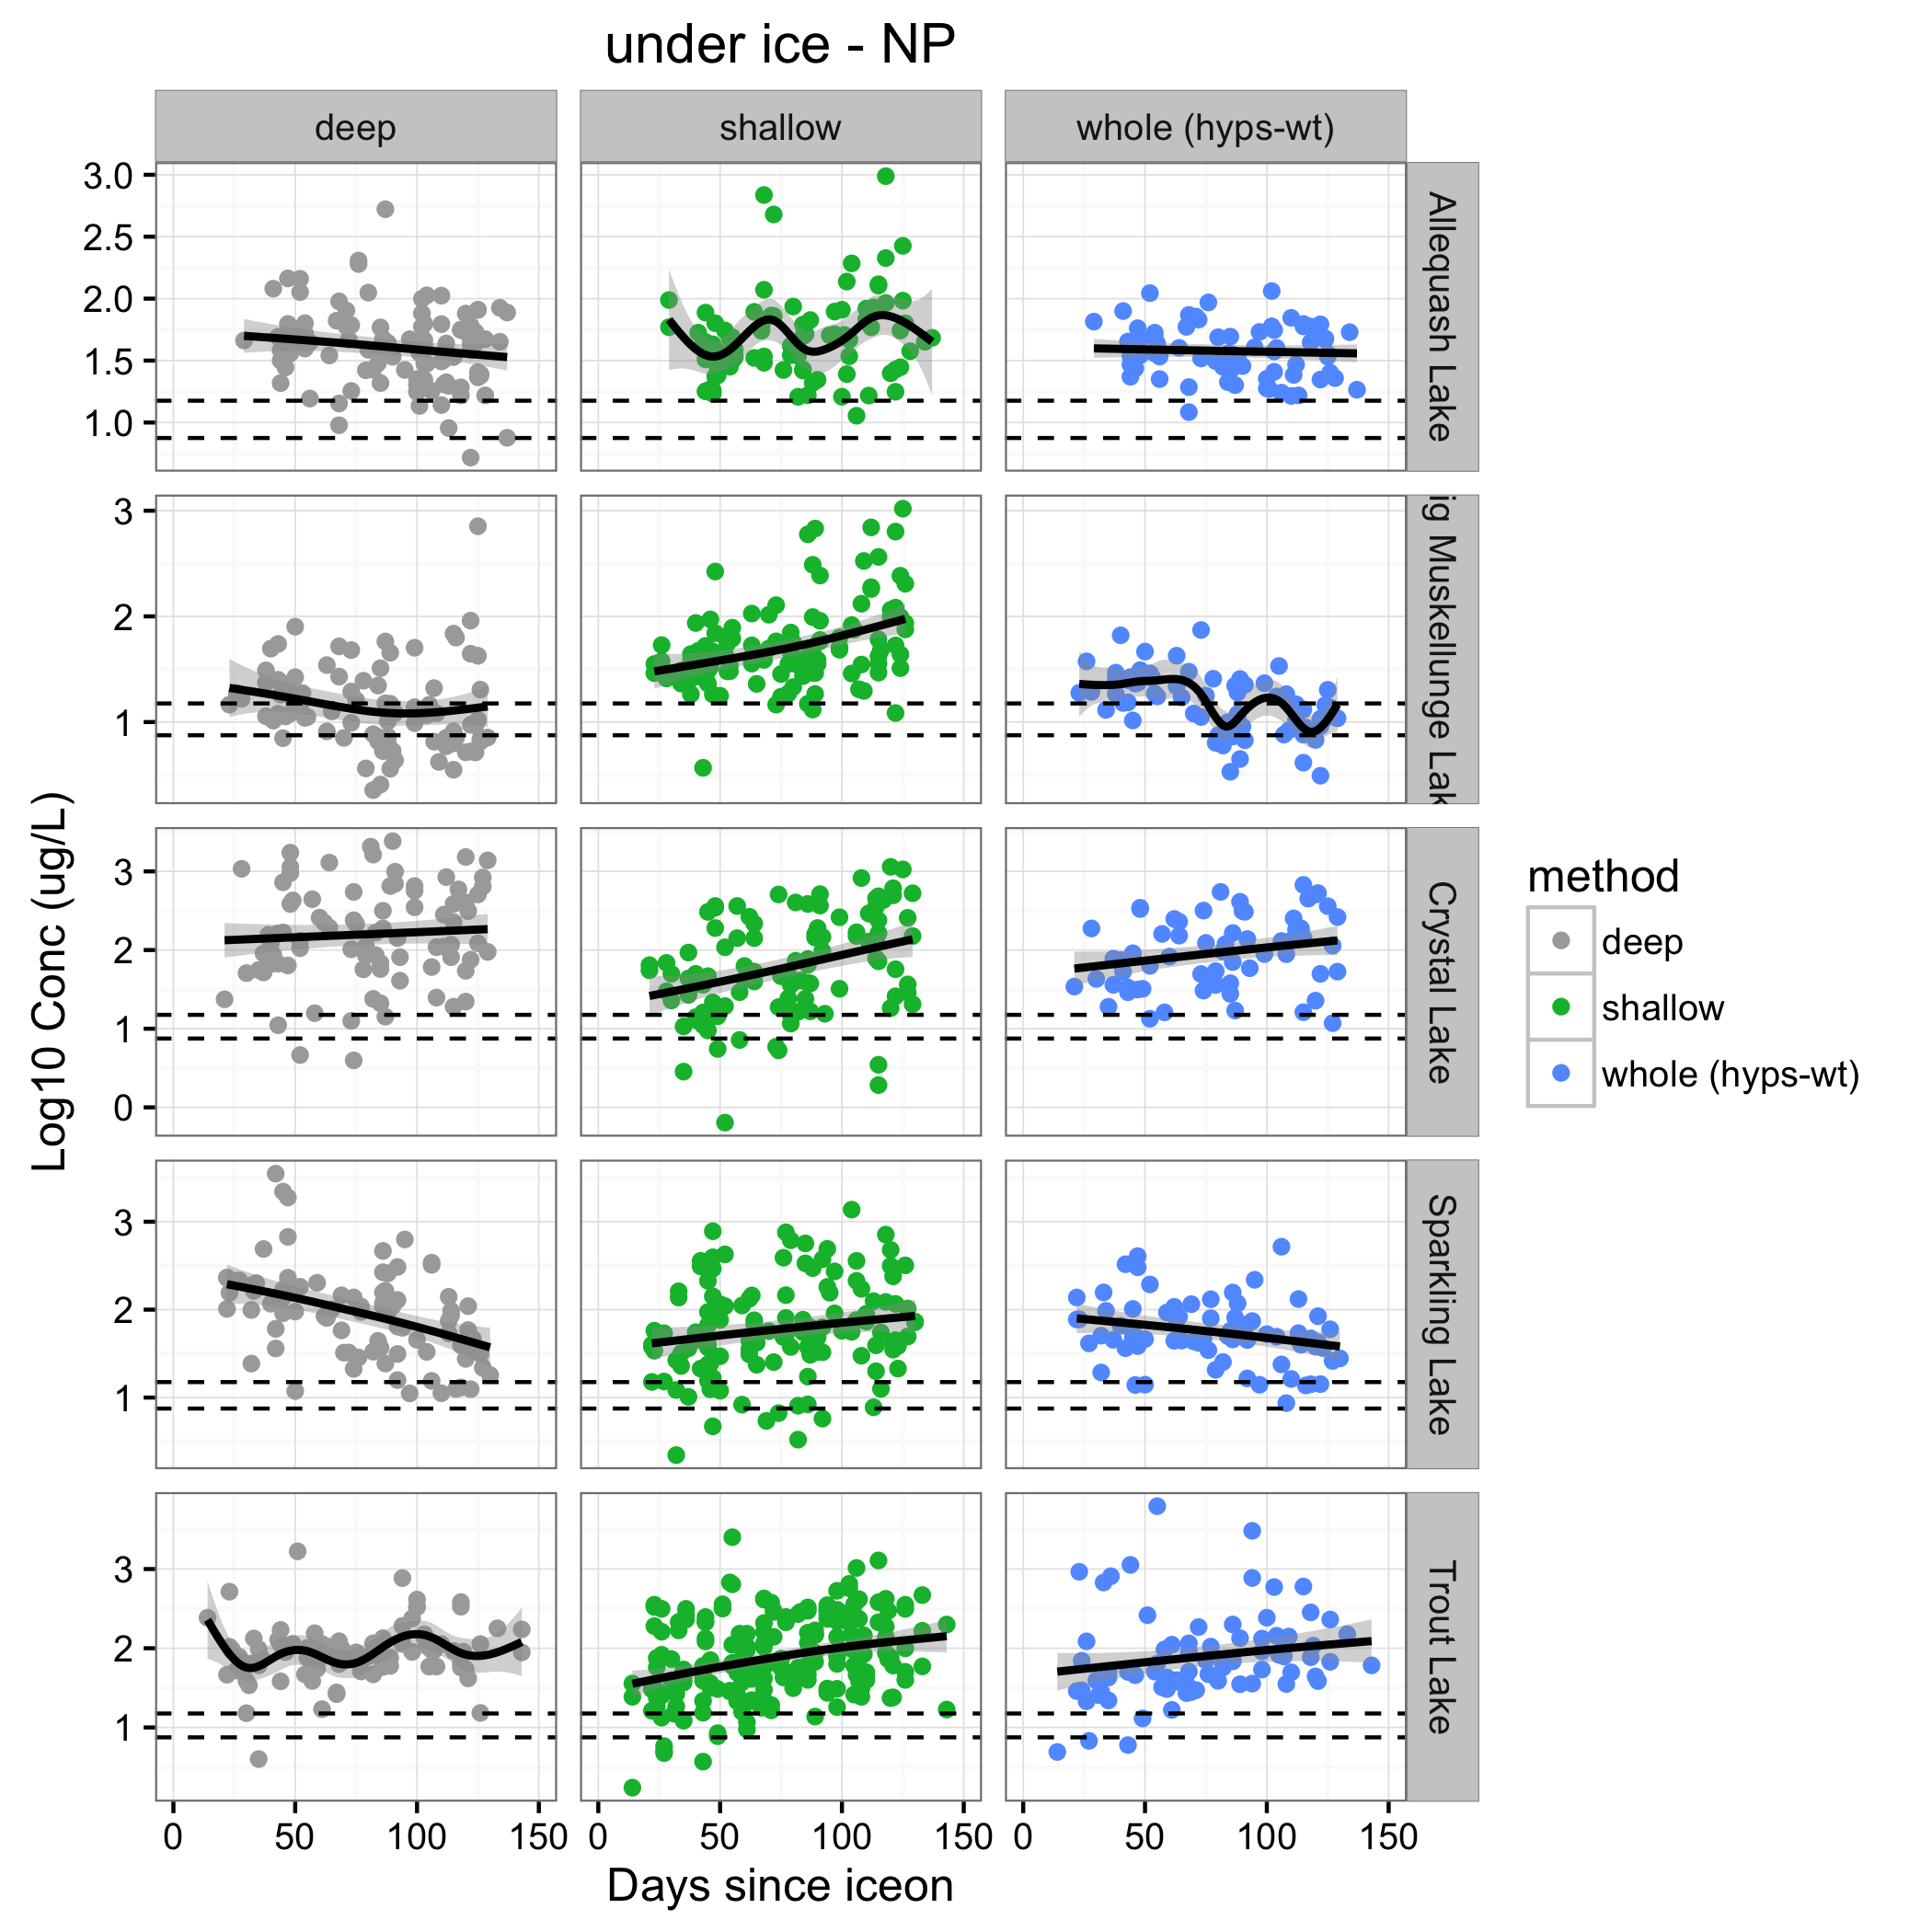 under ice - NP
deep shallow whole (hyps-wt)
3.0
2.5
2.0
1.5
1.0
Allequash Lake
3
2
1
ig Muskellunge Lak
3
2
1
0
Crystal Lake
3
2
1
Sparkling Lake
3
2
1
Trout Lake
0 50 100 150 0 50 100 150 0 50 100 150
Days since iceon
Log10 Conc (ug/L)
method
deep
shallow
whole (hyps-wt)